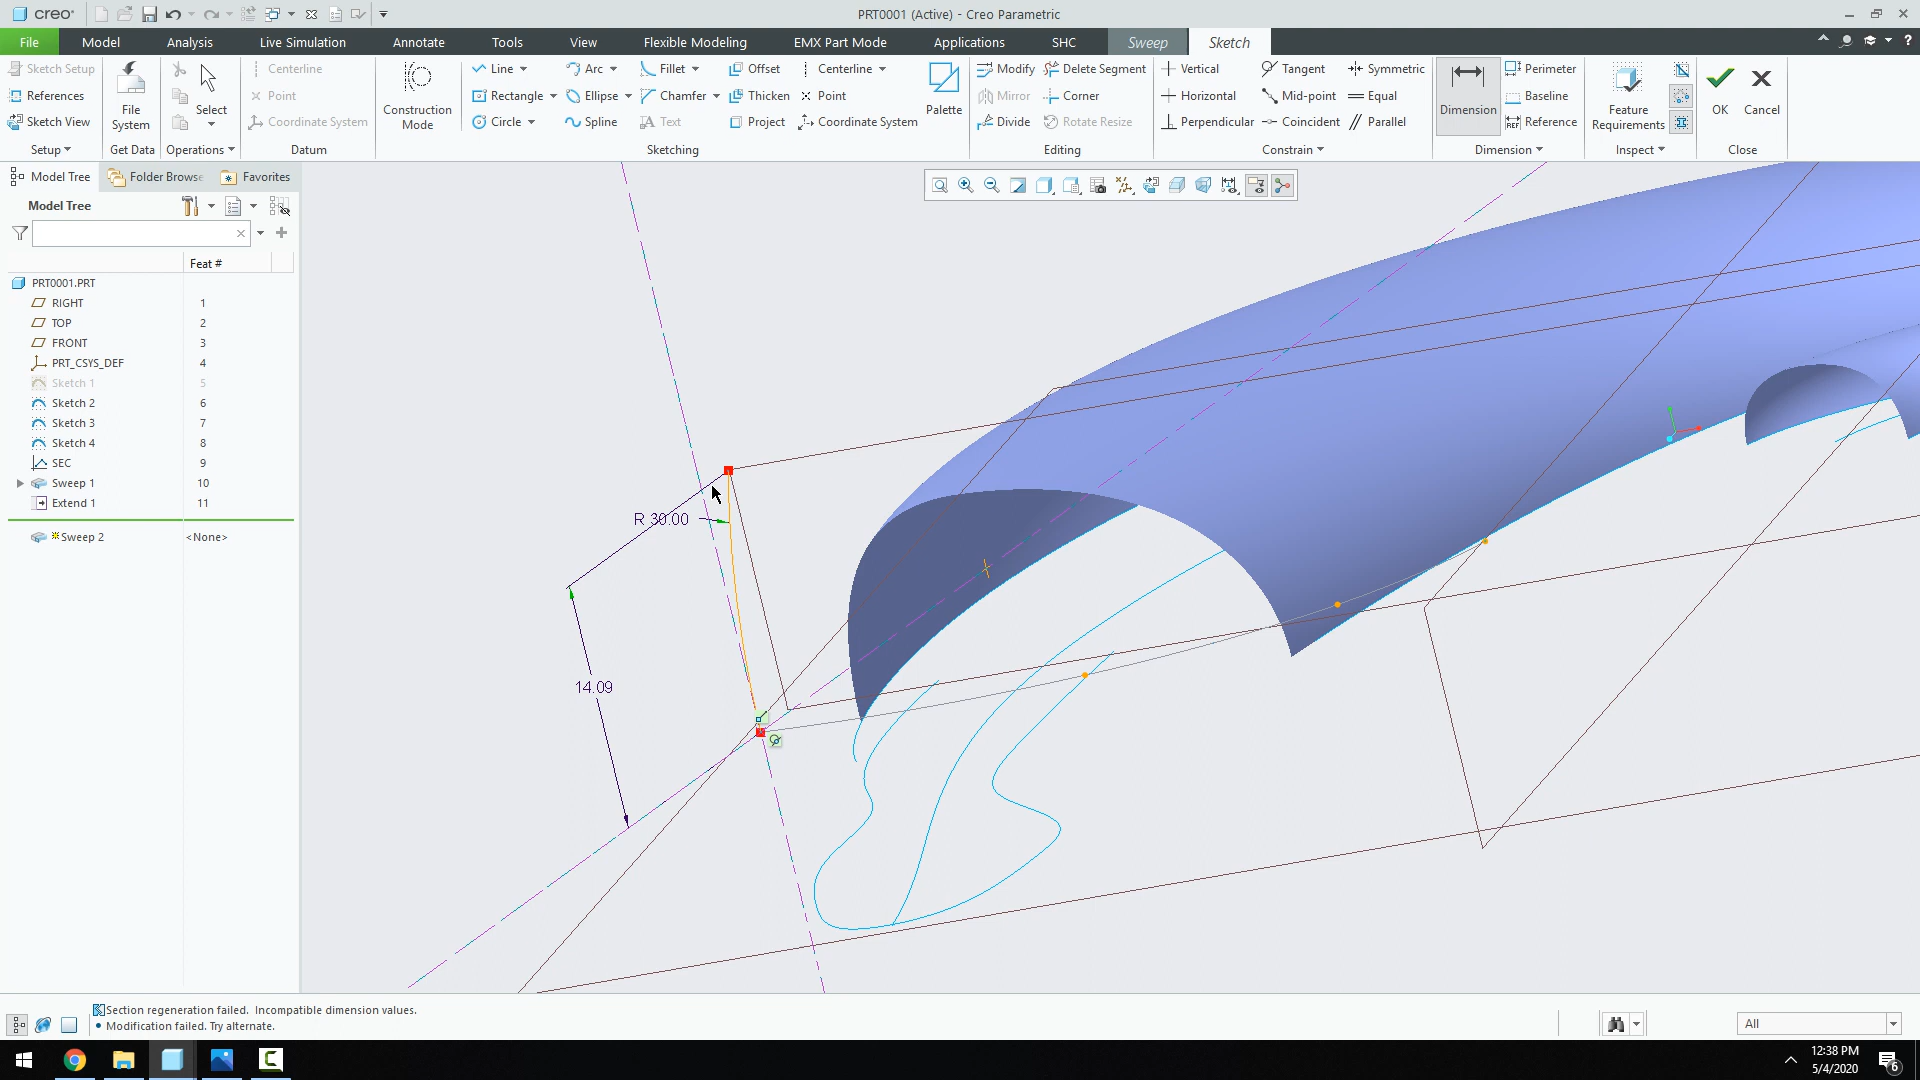 creo
PRT0001 (Active) - Creo Parametric
File Model Analysis Live Simulation Annotate Tools View Flexible Modeling EMX Part Mode Applications SHC Sweep Sketch
Sketch Setup
References
Sketch View
Setup
File System
Get Data
Select
Operations
Centerline
Point
Coordinate System
Datum
Construction Mode
Line Arc Fillet Offset Centerline
Rectangle Ellipse Chamfer Thicken Point
Circle Spline Text Project Coordinate System
Palette
Sketching
Modify Delete Segment
Mirror Corner
Divide Rotate Resize
Editing
Vertical Tangent Symmetric
Horizontal Mid-point Equal
Perpendicular Coincident Parallel
Constrain
Dimension
Perimeter
Baseline
Reference
Dimension
Feature Requirements
Inspect
OK Cancel
Close
Model Tree Folder Browse Favorites
Model Tree
Feat #
PRT0001.PRT
RIGHT 1
TOP 2
FRONT 3
PRT_CSYS_DEF 4
Sketch 1 5
Sketch 2 6
Sketch 3 7
Sketch 4 8
SEC 9
Sweep 1 10
Extend 1 11
Sweep 2 <None>
R 30.00
14.09
Section regeneration failed. Incompatible dimension values.
• Modification failed. Try alternate.
All
12:38 PM
5/4/2020
6